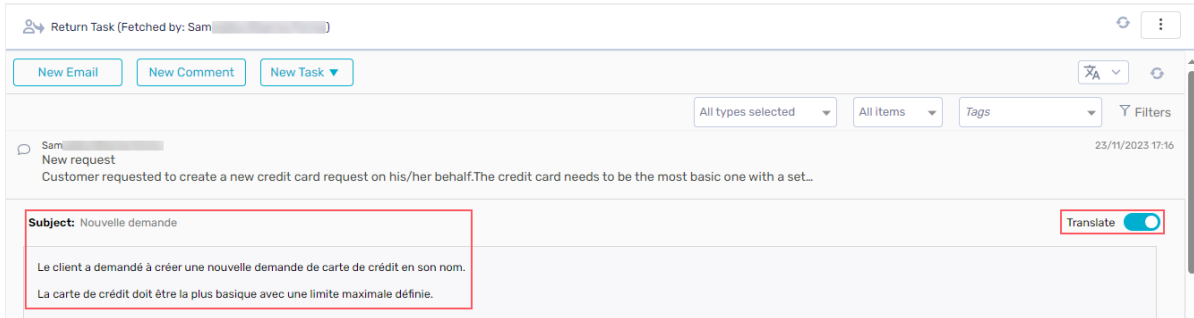 Return Task (Fetched by: Sam )
New Email New Comment New Task ▼
All types selected All items Tags Filters
Sam 23/11/2023 17:16
New request
Customer requested to create a new credit card request on his/her behalf.The credit card needs to be the most basic one with a set...
Subject: Nouvelle demande Translate
Le client a demandé à créer une nouvelle demande de carte de crédit en son nom.
La carte de crédit doit être la plus basique avec une limite maximale définie.